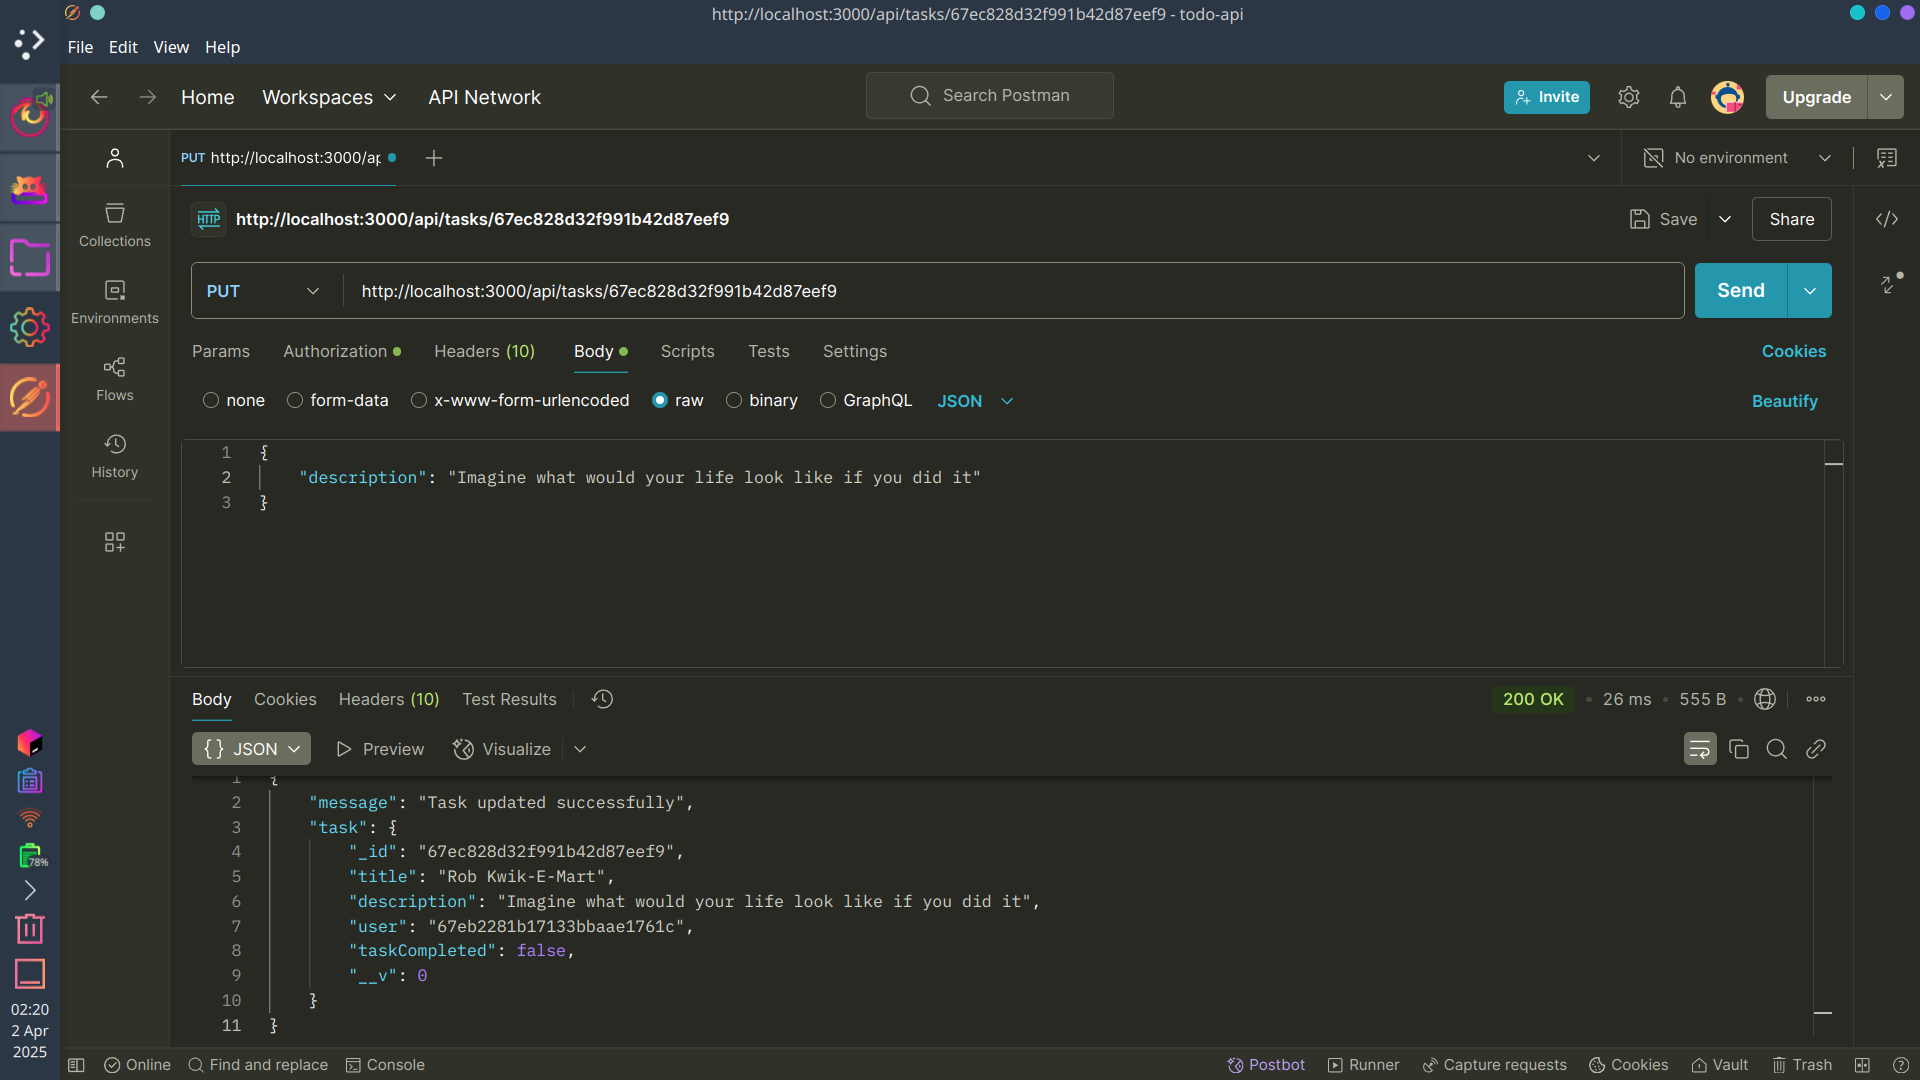 http://localhost:3000/api/tasks/67ec828d32f991b42d87eef9 - todo-api
File Edit View Help
Home Workspaces API Network Search Postman Invite Upgrade
PUT http://localhost:3000/ap No environment
HTTP http://localhost:3000/api/tasks/67ec828d32f991b42d87eef9 Save Share
Collections
Environments
Flows
History
PUT http://localhost:3000/api/tasks/67ec828d32f991b42d87eef9 Send
Params Authorization Headers (10) Body Scripts Tests Settings Cookies
none form-data x-www-form-urlencoded raw binary GraphQL JSON Beautify
1 {
2 "description": "Imagine what would your life look like if you did it"
3 }
Body Cookies Headers (10) Test Results 200 OK 26 ms 555 B
{} JSON Preview Visualize
1 {
2 "message": "Task updated successfully",
3 "task": {
4 "_id": "67ec828d32f991b42d87eef9",
5 "title": "Rob Kwik-E-Mart",
6 "description": "Imagine what would your life look like if you did it",
7 "user": "67eb2281b17133bbaae1761c",
8 "taskCompleted": false,
9 "__v": 0
10 }
11 }
78%
02:20
2 Apr
2025
Online Find and replace Console Postbot Runner Capture requests Cookies Vault Trash